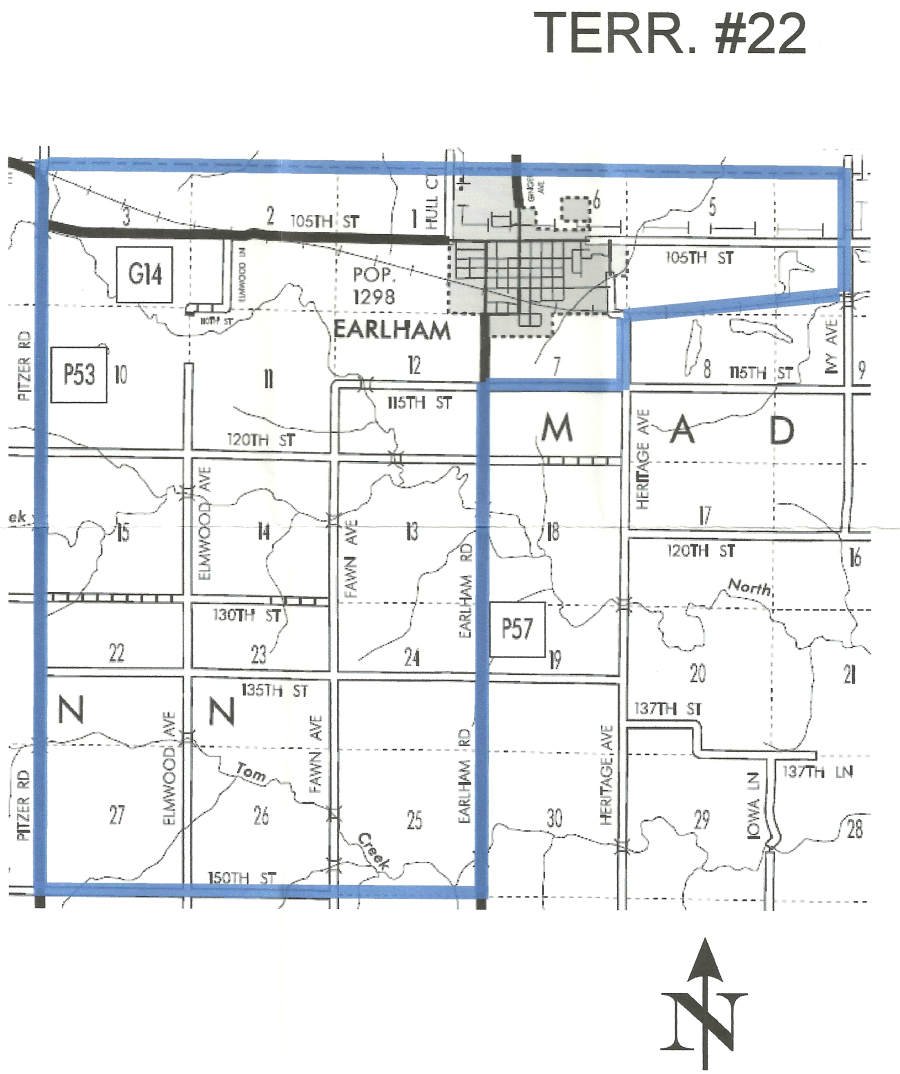 TERR. #22
HULL CT
GINGER AVE
3
2
105TH ST
1
6
5
G14
ELMWOOD LN
POP.
1298
105TH ST
110TH ST
EARLHAM
PITZER RD
P53
10
11
12
7
8
115TH ST
IVY AVE
9
115TH ST
M
A
D
120TH ST
HERITAGE AVE
ek
15
ELMWOOD AVE
14
FAWN AVE
13
EARLHAM RD
18
17
120TH ST
16
North
130TH ST
P57
22
23
24
19
20
21
135TH ST
N
N
137TH ST
PITZER RD
ELMWOOD AVE
Tom
FAWN AVE
EARLHAM RD
HERITAGE AVE
137TH LN
IOWA LN
27
26
25
30
29
28
Creek
150TH ST
N